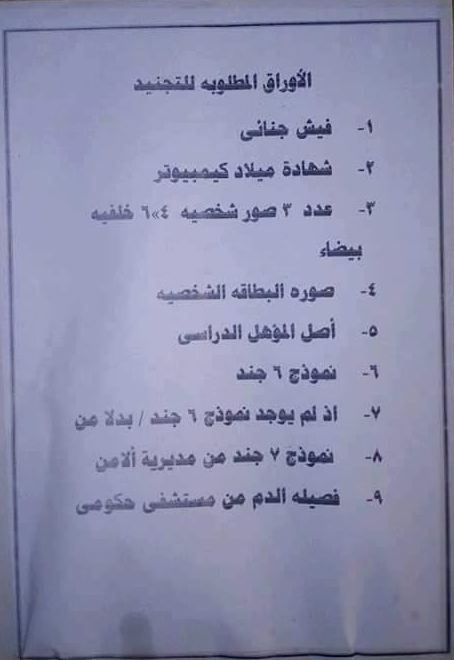 الأوراق المطلوبه للتجنيد
١- فيش جنائى
٢- شهادة ميلاد كيمبيوتر
٣- عدد ٣ صور شخصيه ٤»٦ خلفيه
بيضاء
٤- صوره البطاقه الشخصيه
٥- أصل المؤهل الدراسى
٦- نموذج ٦ جند
٧- اذ لم يوجد نموذج ٦ جند / بدلا من
٨- نموذج ٧ جند من مديرية ألامن
٩- فصيله الدم من مستشفى حكومى